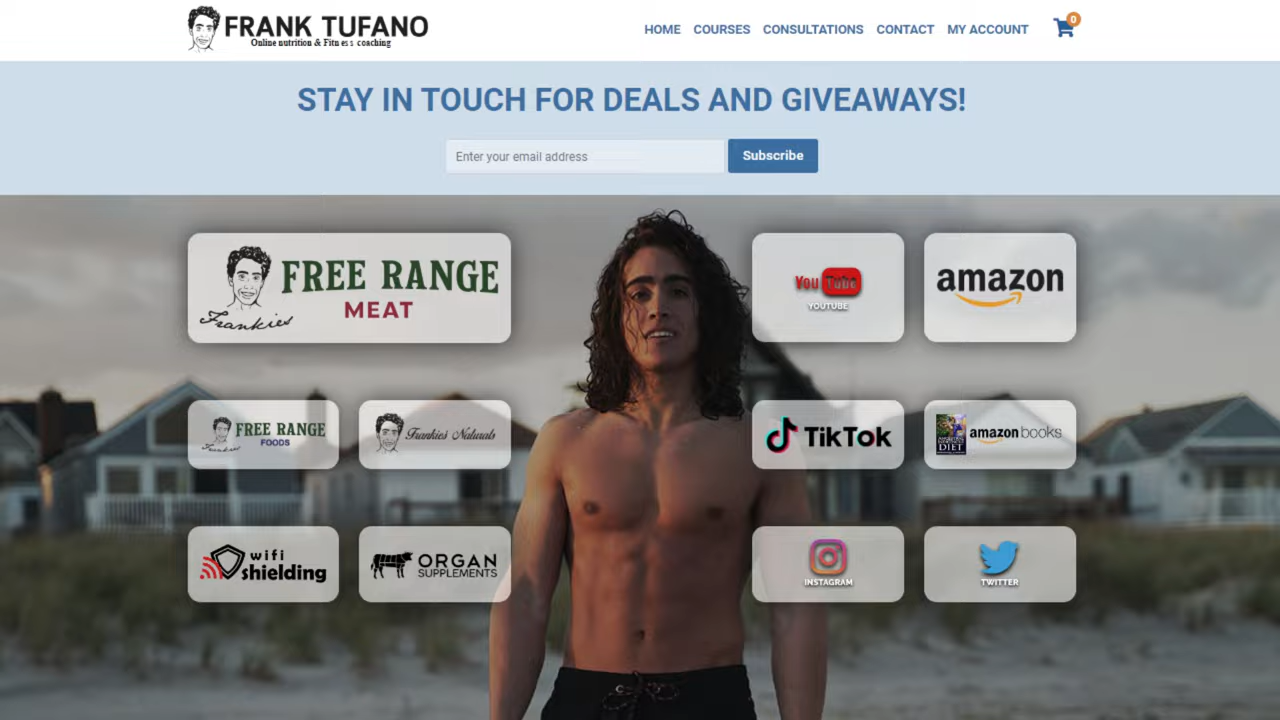 FRANK TUFANO
Online nutrition & Fitness coaching
HOME COURSES CONSULTATIONS CONTACT MY ACCOUNT
0
STAY IN TOUCH FOR DEALS AND GIVEAWAYS!
Enter your email address
Subscribe
FREE RANGE
MEAT
Frankies
You Tube
YOUTUBE
amazon
FREE RANGE
FOODS
Frankies
Frankies Naturals
TikTok
DIET
amazon books
wifi
shielding
ORGAN
SUPPLEMENTS
INSTAGRAM
TWITTER